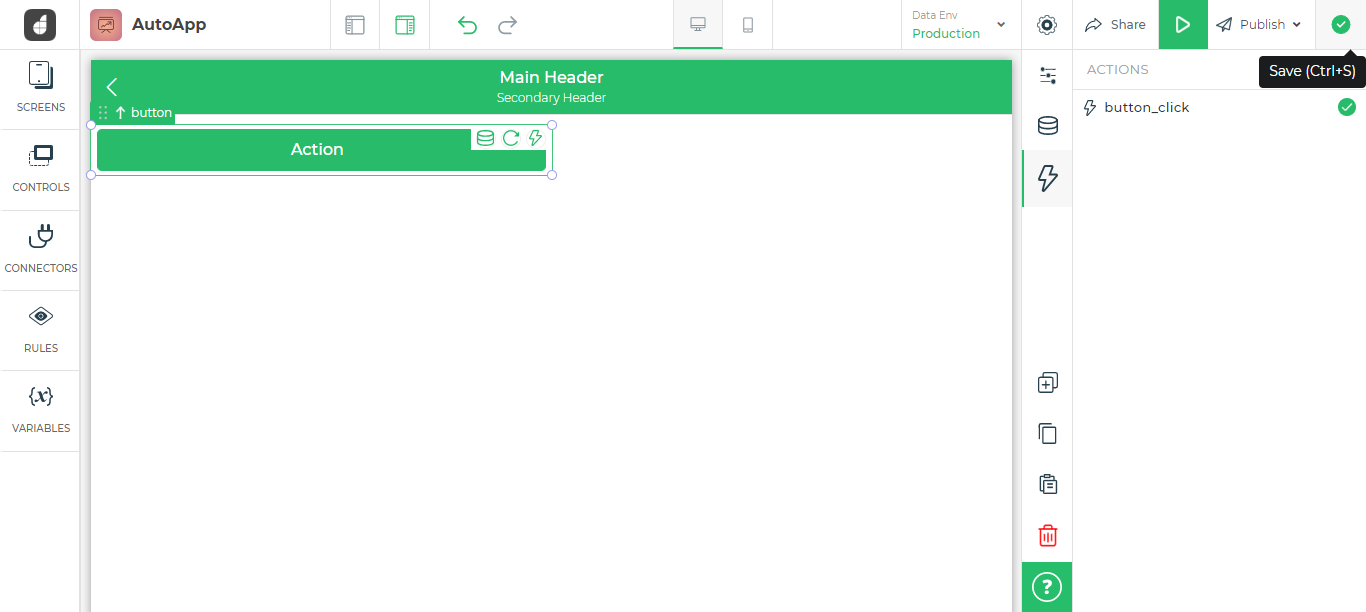 AutoApp
Data Env
Production
Share
Publish
Save (Ctrl+S)
SCREENS
CONTROLS
CONNECTORS
RULES
{x}
VARIABLES
Main Header
Secondary Header
button
Action
ACTIONS
button_click
?